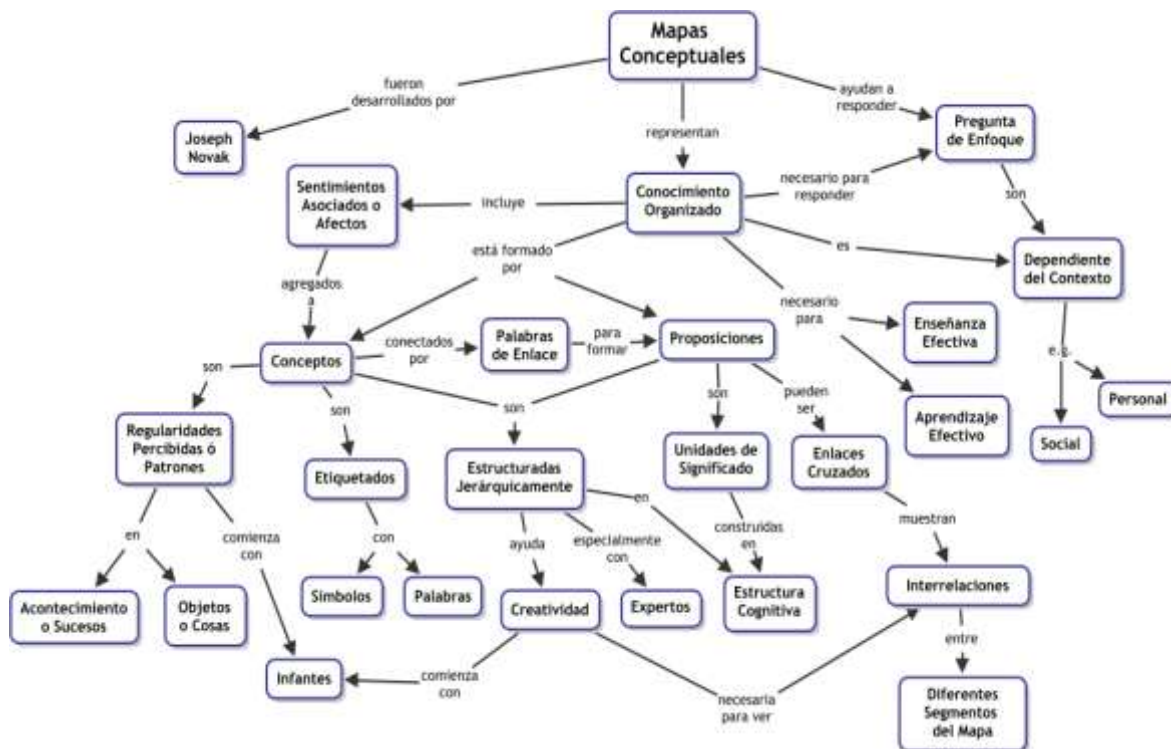 Mapas
Conceptuales
fueron
desarrollados por
ayudan a
responder
Joseph
Novak
representan
Pregunta
de Enfoque
Sentimientos
Asociados o
Afectos
incluye
Conocimiento
Organizado
necesario para
responder
son
está formado
por
es
Dependiente
del Contexto
agregados
a
necesario
para
Enseñanza
Efectiva
Conceptos
conectados
por
Palabras
de Enlace
para
formar
Proposiciones
e.g.
Personal
son
son
son
son
pueden
ser
Aprendizaje
Efectivo
Social
Regularidades
Percibidas ó
Patrones
Etiquetados
Estructuradas
Jerárquicamente
Unidades de
Significado
Enlaces
Cruzados
en
comienza
con
con
ayuda
especialmente
con
en
construidas
en
muestran
Acontecimiento
o Sucesos
Objetos
o Cosas
Símbolos
Palabras
Creatividad
Expertos
Estructura
Cognitiva
Interrelaciones
Infantes
comienza
con
necesaria
para ver
entre
Diferentes
Segmentos
del Mapa